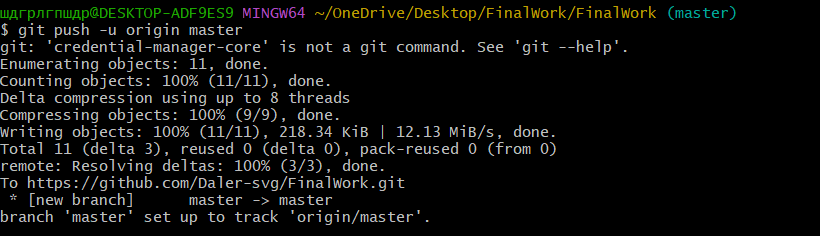 щдгрлгпшдр@DESKTOP-ADF9ES9 MINGW64 ~/OneDrive/Desktop/FinalWork/FinalWork (master)
$ git push -u origin master
git: 'credential-manager-core' is not a git command. See 'git --help'.
Enumerating objects: 11, done.
Counting objects: 100% (11/11), done.
Delta compression using up to 8 threads
Compressing objects: 100% (9/9), done.
Writing objects: 100% (11/11), 218.34 KiB | 12.13 MiB/s, done.
Total 11 (delta 3), reused 0 (delta 0), pack-reused 0 (from 0)
remote: Resolving deltas: 100% (3/3), done.
To https://github.com/Daler-svg/FinalWork.git
 * [new branch]      master -> master
branch 'master' set up to track 'origin/master'.